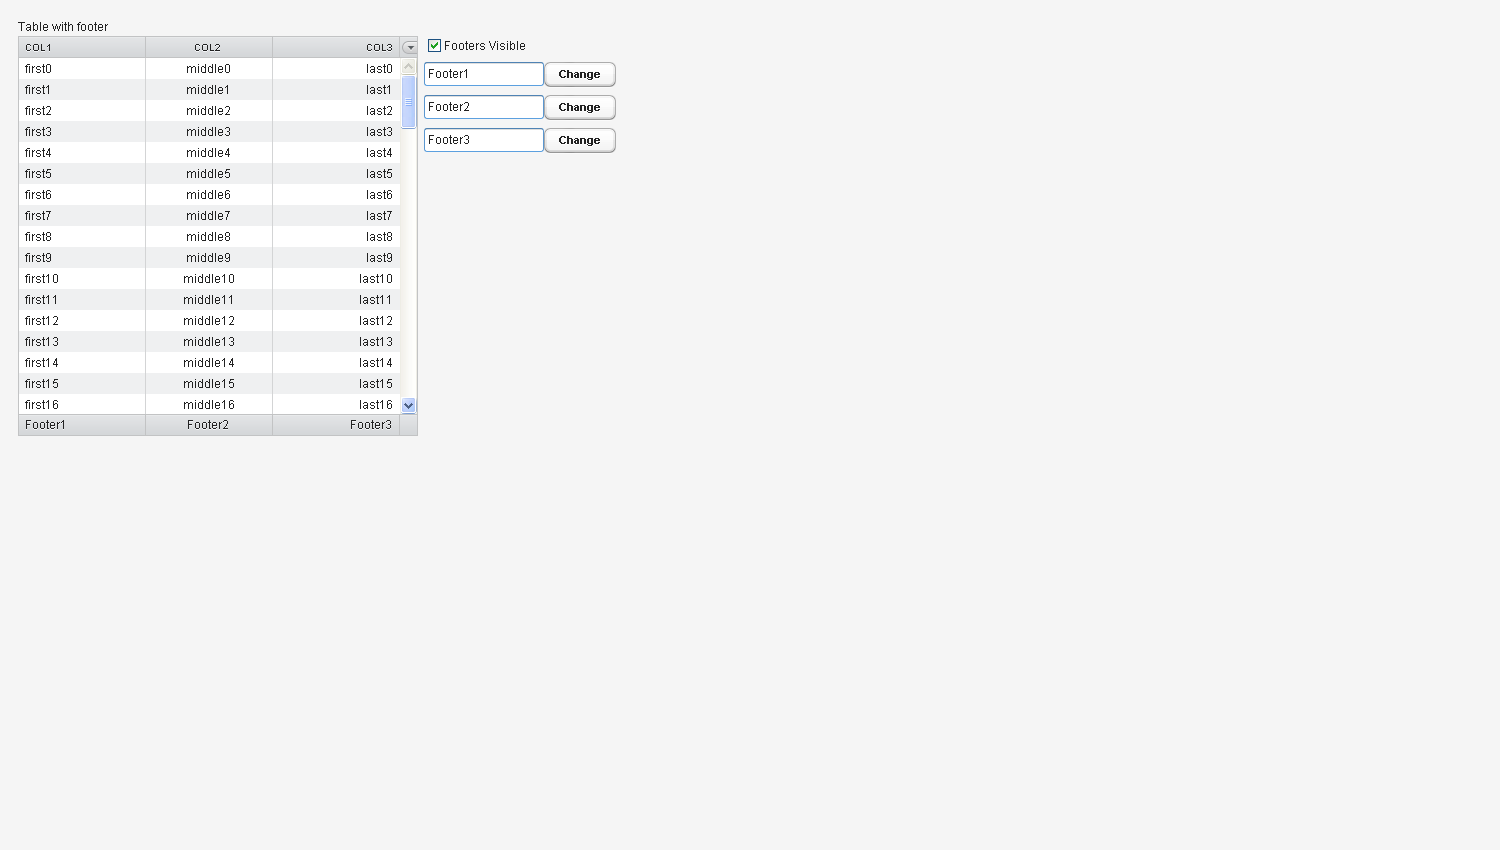 Table with footer
COL1 COL2 COL3
first0 middle0 last0
first1 middle1 last1
first2 middle2 last2
first3 middle3 last3
first4 middle4 last4
first5 middle5 last5
first6 middle6 last6
first7 middle7 last7
first8 middle8 last8
first9 middle9 last9
first10 middle10 last10
first11 middle11 last11
first12 middle12 last12
first13 middle13 last13
first14 middle14 last14
first15 middle15 last15
first16 middle16 last16
Footer1 Footer2 Footer3
Footers Visible
Footer1 Change
Footer2 Change
Footer3 Change